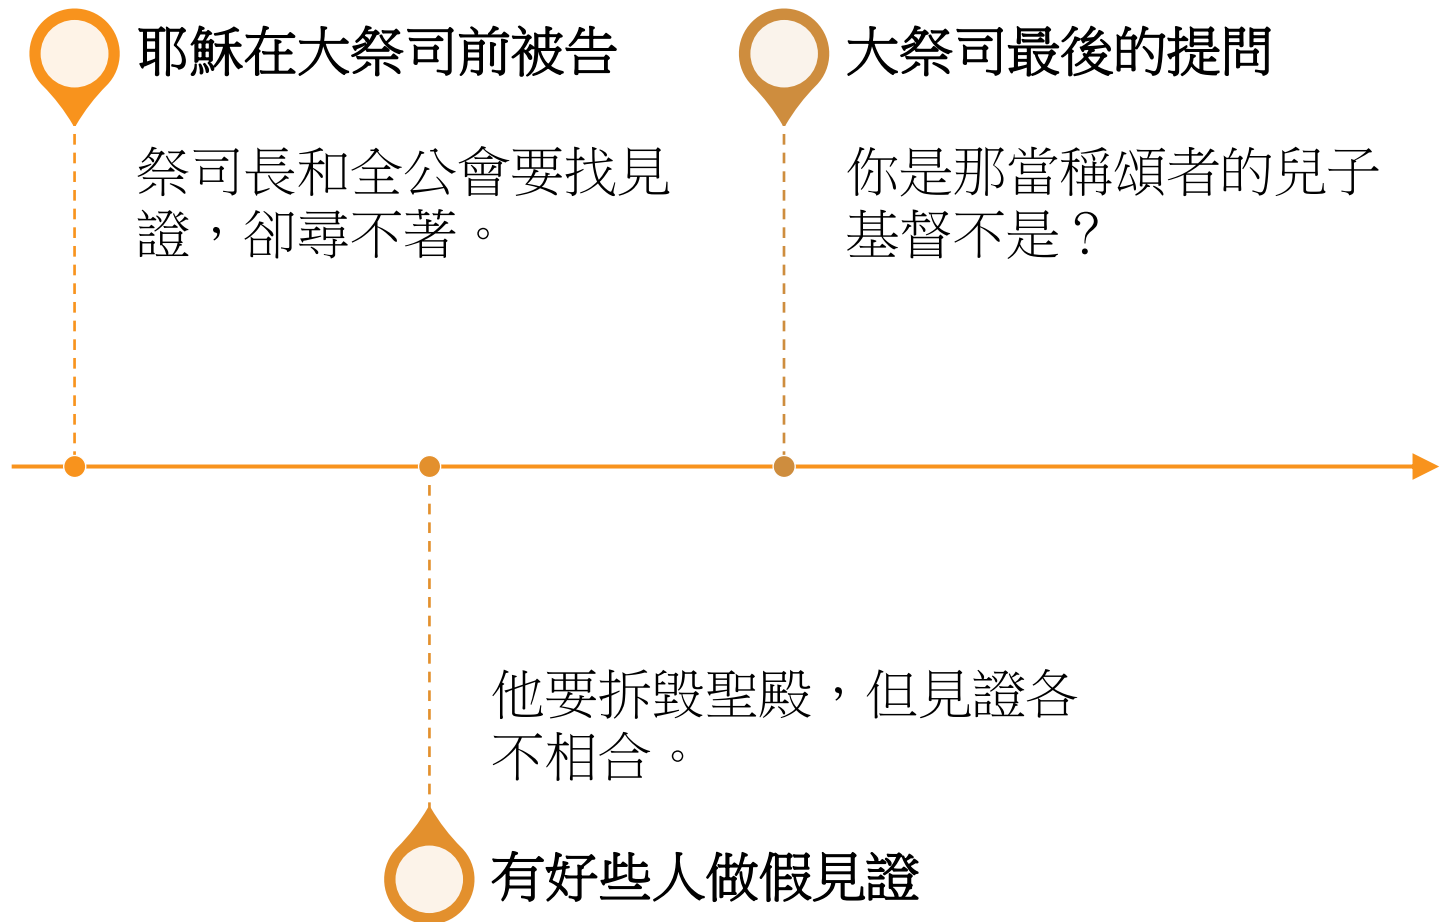 耶穌在大祭司前被告
祭司長和全公會要找見
證，卻尋不著。
他要拆毀聖殿，但見證各
不相合。
有好些人做假見證
大祭司最後的提問
你是那當稱頌者的兒子
基督不是？